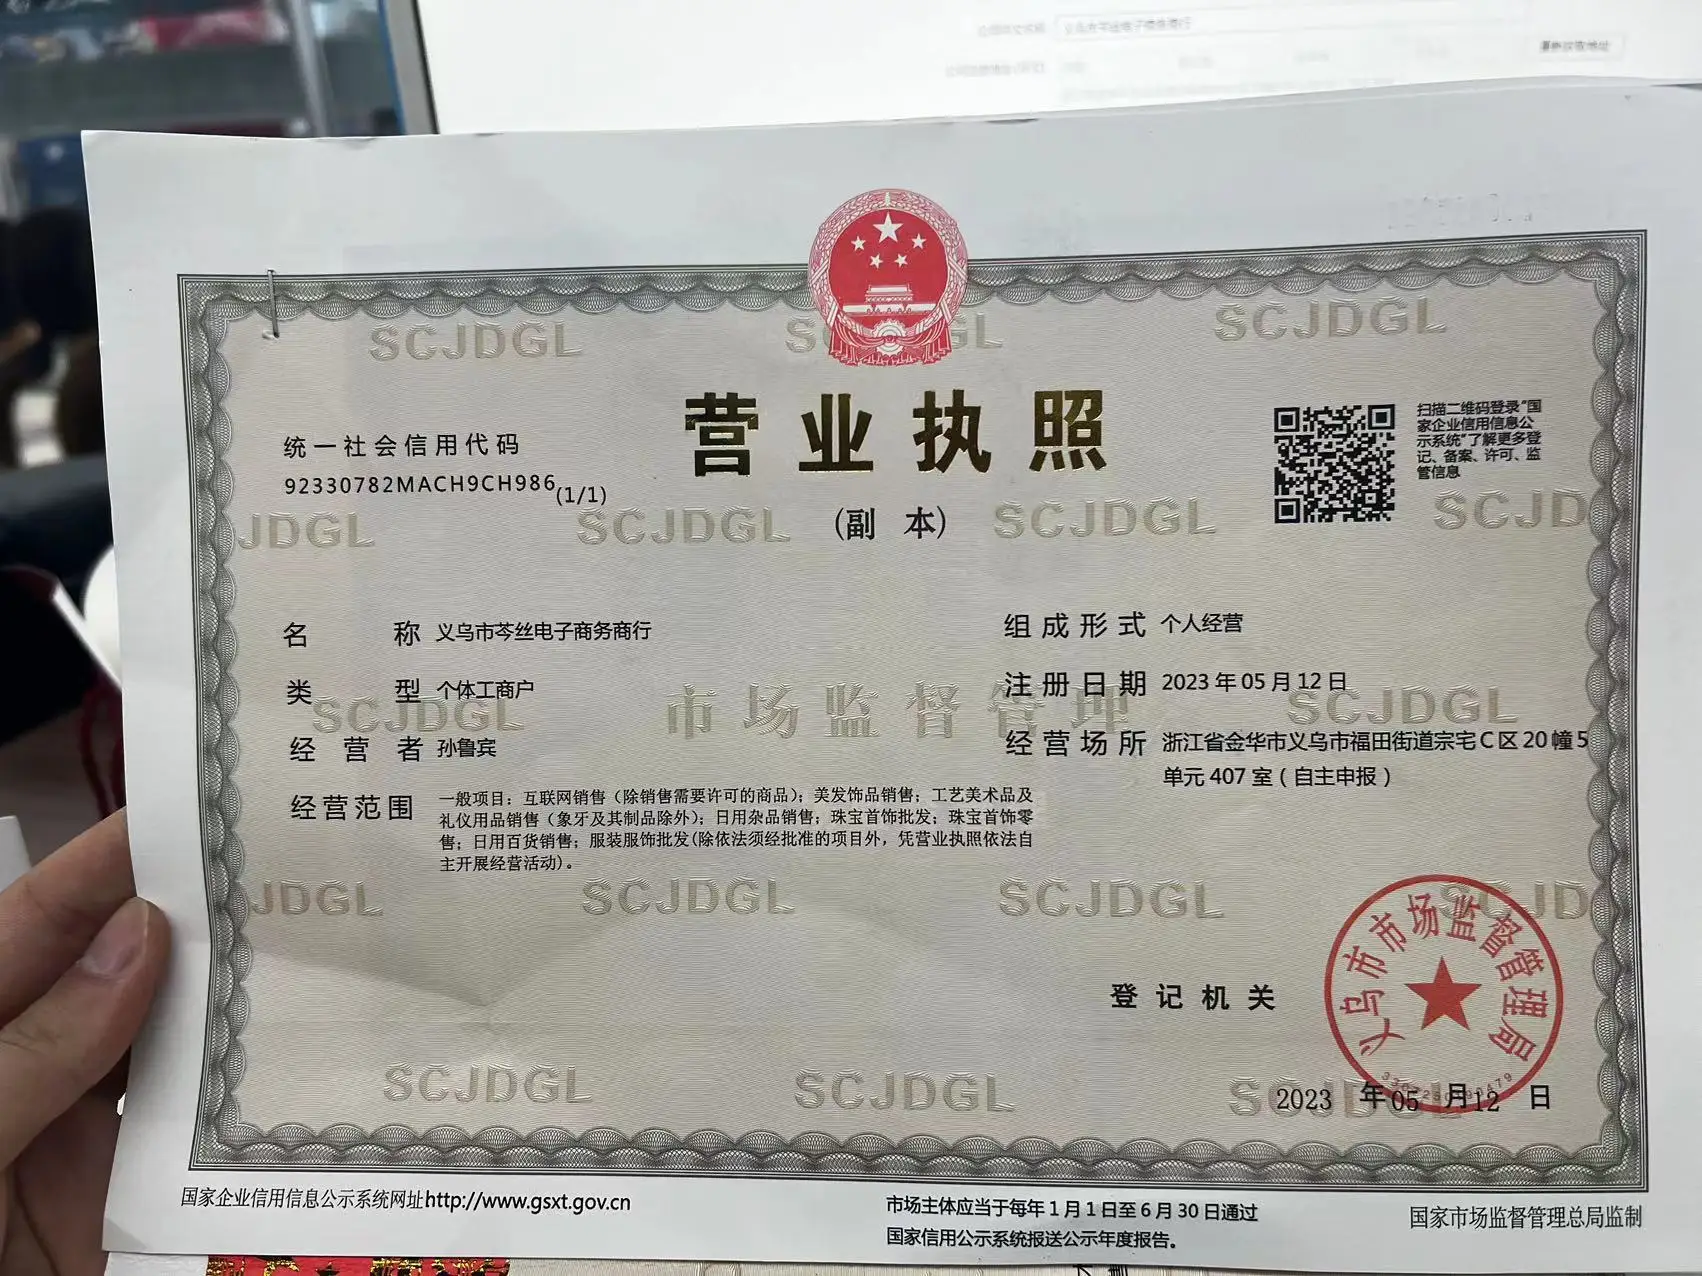 义乌市芩丝电子商务商行
SCJDGL
SCJDGL
营业执照
(副 本)
统一社会信用代码
92330782MACH9CH986(1/1)
扫描二维码登录“国
家企业信用信息公
示系统”了解更多登
记、备案、许可、监
管信息
JDGL
SCJDGL
SCJDGL
SCJD
名 称 义乌市芩丝电子商务商行
类 型 个体工商户
经 营 者 孙鲁宾
经营范围 一般项目：互联网销售（除销售需要许可的商品）；美发饰品销售；工艺美术品及
礼仪用品销售（象牙及其制品除外）；日用杂品销售；珠宝首饰批发；珠宝首饰零
售；日用百货销售；服装服饰批发(除依法须经批准的项目外，凭营业执照依法自
主开展经营活动)。
组成形式 个人经营
注册日期 2023年05月12日
经营场所 浙江省金华市义乌市福田街道宗宅C区20幢5
单元407室（自主申报）
SCJDGL
市场监督管理
SCJDGL
JDGL
SCJDGL
SCJDGL
SCJD
登记机关
义乌市市场监督管理局
SCJDGL
SCJDGL
2023 年05 月12 日
国家企业信用信息公示系统网址http://www.gsxt.gov.cn
市场主体应当于每年1月1日至6月30日通过
国家信用公示系统报送公示年度报告。
国家市场监督管理总局监制